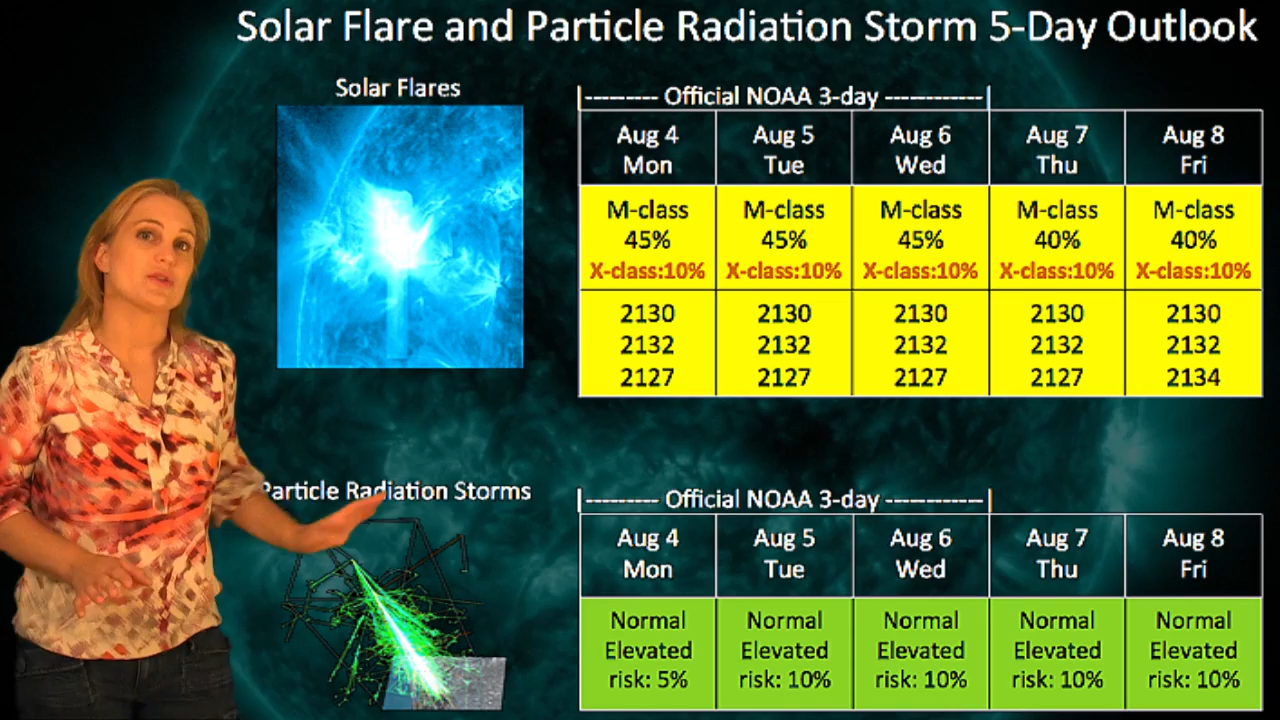 Solar Flare and Particle Radiation Storm 5-Day Outlook
Solar Flares
|--------- Official NOAA 3-day ------------|
Aug 4 Aug 5 Aug 6 Aug 7 Aug 8
Mon Tue Wed Thu Fri
M-class M-class M-class M-class M-class
45% 45% 45% 40% 40%
X-class:10% X-class:10% X-class:10% X-class:10% X-class:10%
2130 2130 2130 2130 2130
2132 2132 2132 2132 2132
2127 2127 2127 2127 2134
Particle Radiation Storms
|--------- Official NOAA 3-day ------------|
Aug 4 Aug 5 Aug 6 Aug 7 Aug 8
Mon Tue Wed Thu Fri
Normal Normal Normal Normal Normal
Elevated Elevated Elevated Elevated Elevated
risk: 5% risk: 10% risk: 10% risk: 10% risk: 10%